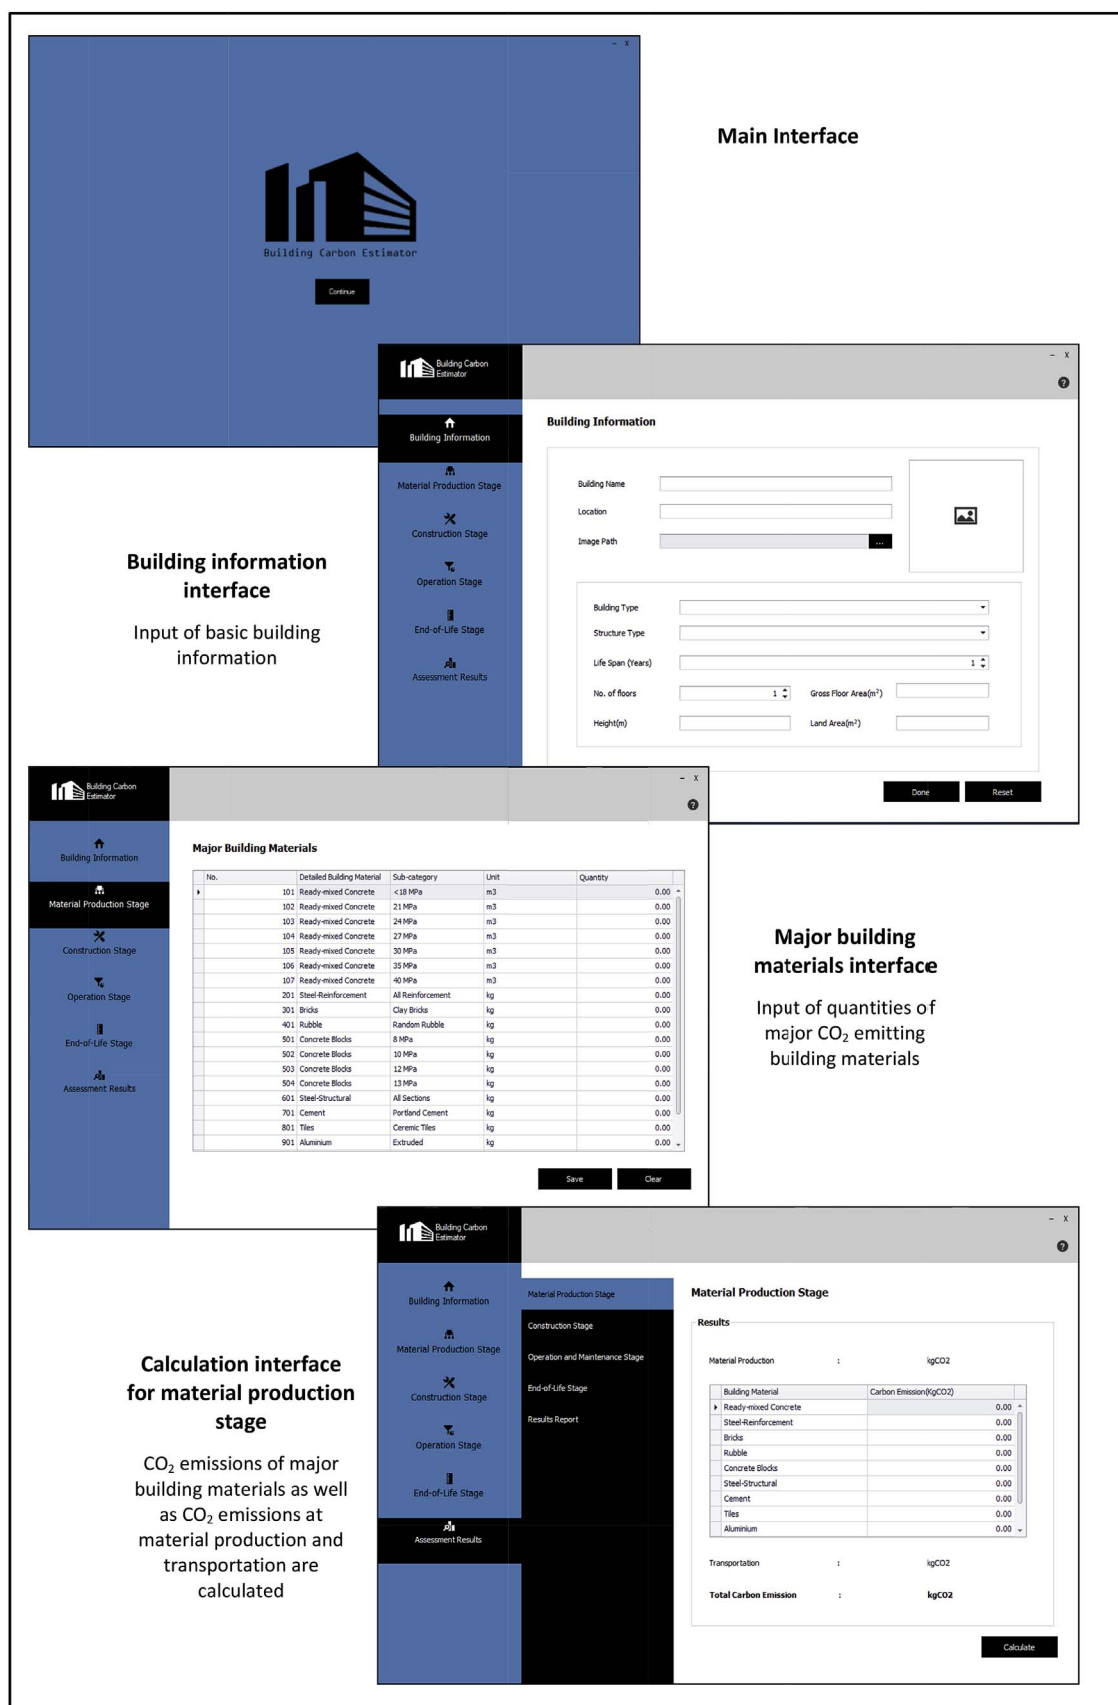 – X
Main Interface
Building Carbon Estimator
Continue
Building Carbon
Estimator
– X
?
Building Information
Material Production Stage
Construction Stage
Operation Stage
End-of-Life Stage
Assessment Results
Building Information
Building Name
Location
Image Path
...
Building Type
Structure Type
Life Span (Years) 1
No. of floors 1 Gross Floor Area(m²)
Height(m) Land Area(m²)
Done Reset
Building information
interface
Input of basic building
information
Building Carbon
Estimator
– X
?
Building Information
Material Production Stage
Construction Stage
Operation Stage
End-of-Life Stage
Assessment Results
Major Building Materials
No. Detailed Building Material Sub-category Unit Quantity
101 Ready-mixed Concrete <18 MPa m3 0.00
102 Ready-mixed Concrete 21 MPa m3 0.00
103 Ready-mixed Concrete 24 MPa m3 0.00
104 Ready-mixed Concrete 27 MPa m3 0.00
105 Ready-mixed Concrete 30 MPa m3 0.00
106 Ready-mixed Concrete 35 MPa m3 0.00
107 Ready-mixed Concrete 40 MPa m3 0.00
201 Steel-Reinforcement All Reinforcement kg 0.00
301 Bricks Clay Bricks kg 0.00
401 Rubble Random Rubble kg 0.00
501 Concrete Blocks 8 MPa kg 0.00
502 Concrete Blocks 10 MPa kg 0.00
503 Concrete Blocks 12 MPa kg 0.00
504 Concrete Blocks 13 MPa kg 0.00
601 Steel-Structural All Sections kg 0.00
701 Cement Portland Cement kg 0.00
801 Tiles Ceremic Tiles kg 0.00
901 Aluminium Extruded kg 0.00
Save Clear
Major building
materials interface
Input of quantities of
major CO₂ emitting
building materials
Building Carbon
Estimator
– X
?
Building Information
Material Production Stage
Construction Stage
Operation Stage
End-of-Life Stage
Assessment Results
Material Production Stage
Construction Stage
Operation and Maintenance Stage
End-of-Life Stage
Results Report
Material Production Stage
Results
Material Production : kgCO2
Building Material Carbon Emission(KgCO2)
Ready-mixed Concrete 0.00
Steel-Reinforcement 0.00
Bricks 0.00
Rubble 0.00
Concrete Blocks 0.00
Steel-Structural 0.00
Cement 0.00
Tiles 0.00
Aluminium 0.00
Transportation : kgCO2
Total Carbon Emission : kgCO2
Calculate
Calculation interface
for material production
stage
CO₂ emissions of major
building materials as well
as CO₂ emissions at
material production and
transportation are
calculated